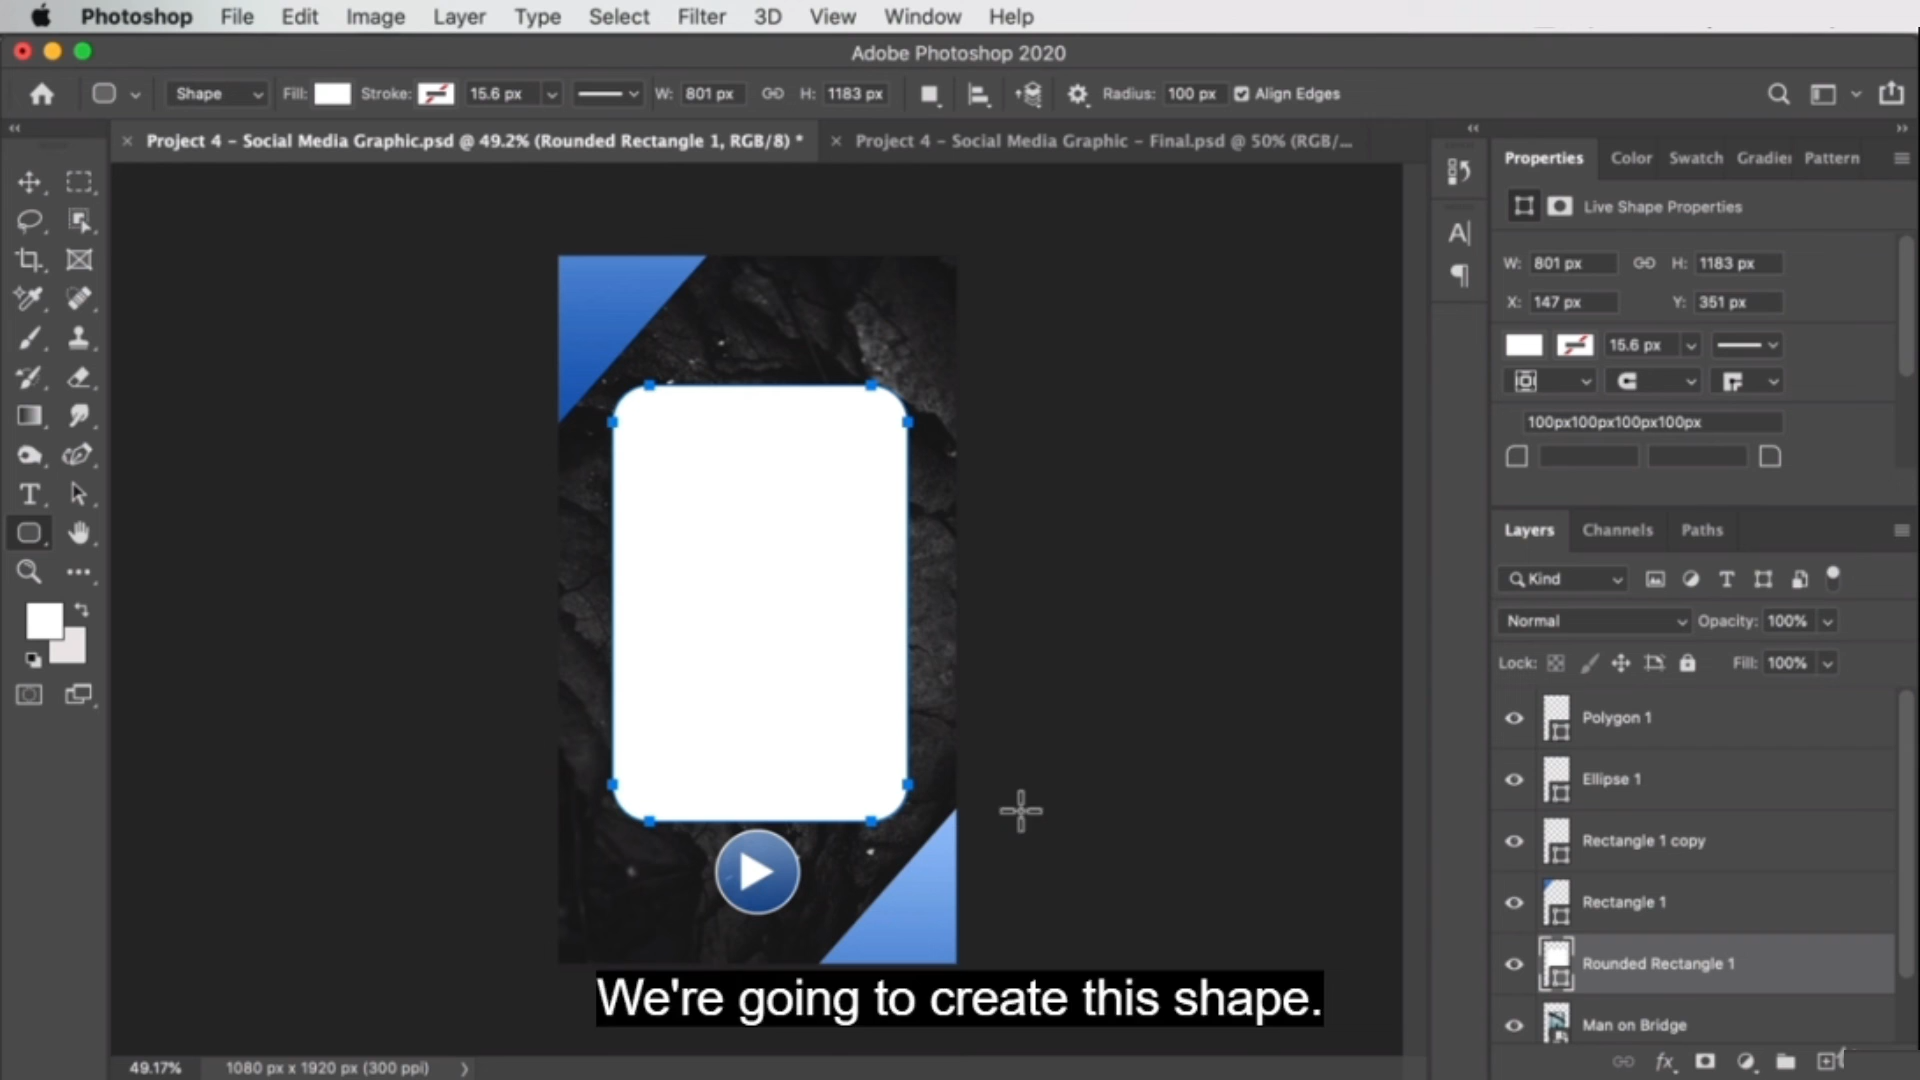 Photoshop File Edit Image Layer Type Select Filter 3D View Window Help
Adobe Photoshop 2020
Shape Fill: Stroke: 15.6 px W: 801 px H: 1183 px Radius: 100 px Align Edges
Project 4 - Social Media Graphic.psd @ 49.2% (Rounded Rectangle 1, RGB/8) *
Project 4 - Social Media Graphic - Final.psd @ 50% (RGB/...
Properties Color Swatch Gradie Pattern
Live Shape Properties
W: 801 px H: 1183 px
X: 147 px Y: 351 px
15.6 px
100px100px100px100px
Layers Channels Paths
Kind
Normal Opacity: 100%
Lock: Fill: 100%
Polygon 1
Ellipse 1
Rectangle 1 copy
Rectangle 1
Rounded Rectangle 1
Man on Bridge
We're going to create this shape.
49.17% 1080 px x 1920 px (300 ppi)